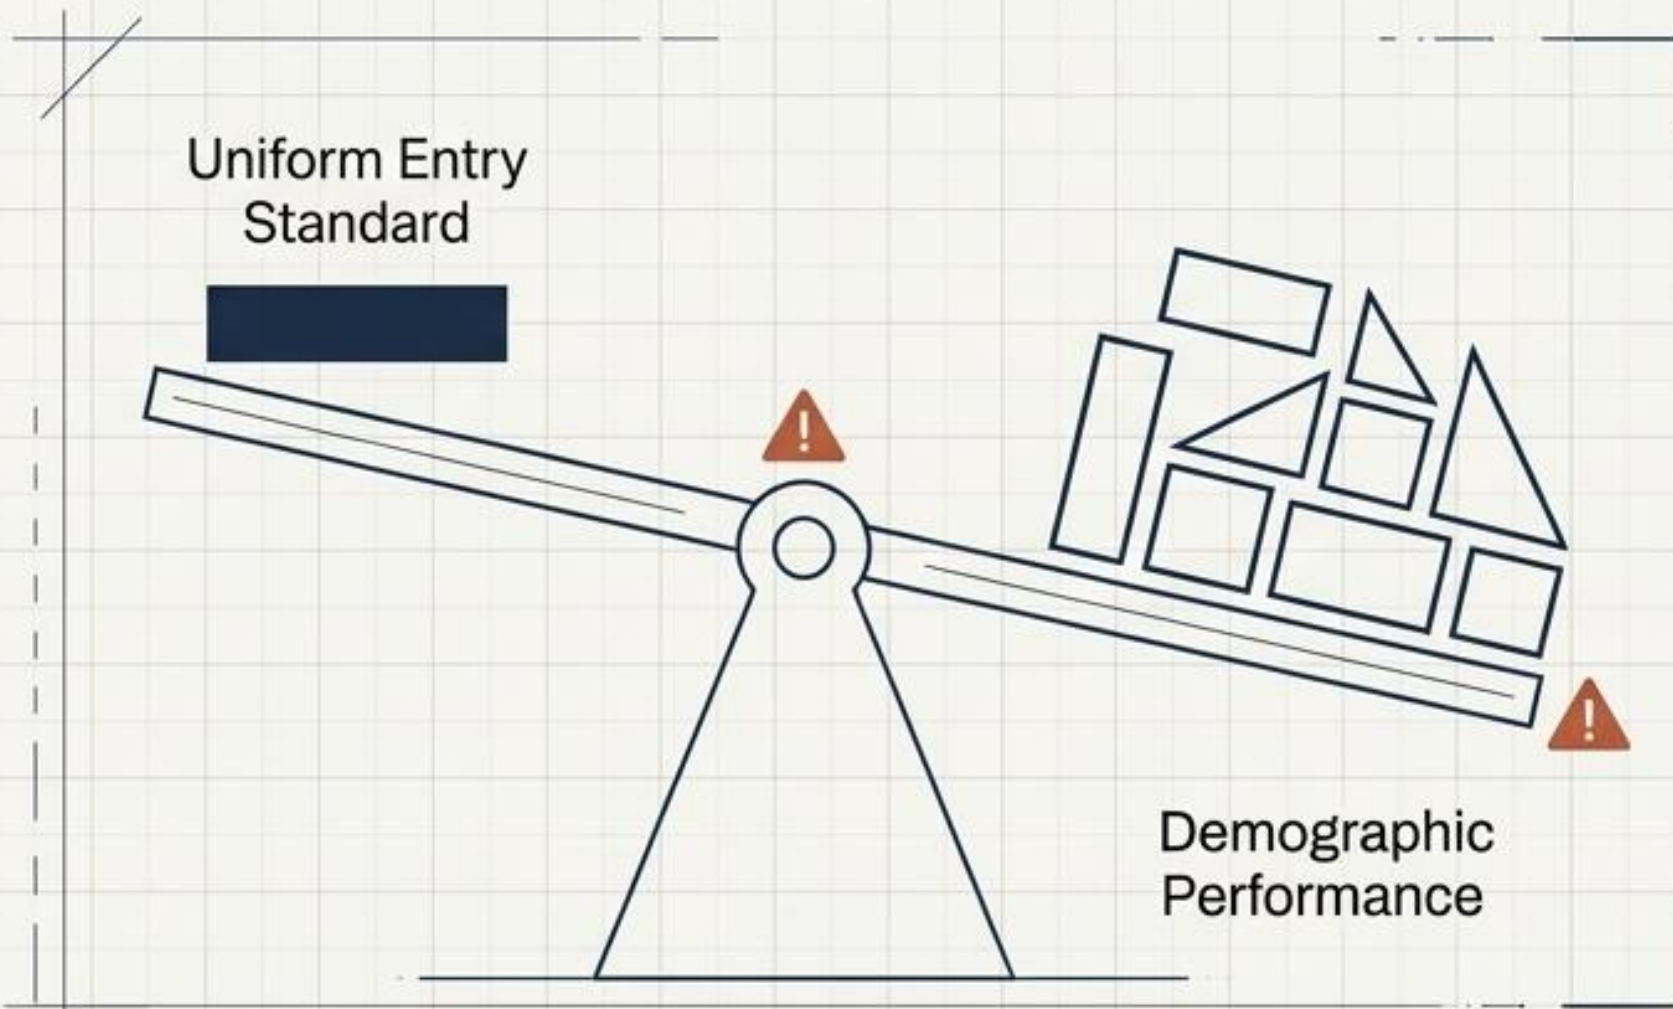 Uniform Entry
Standard
!
!
Demographic
Performance